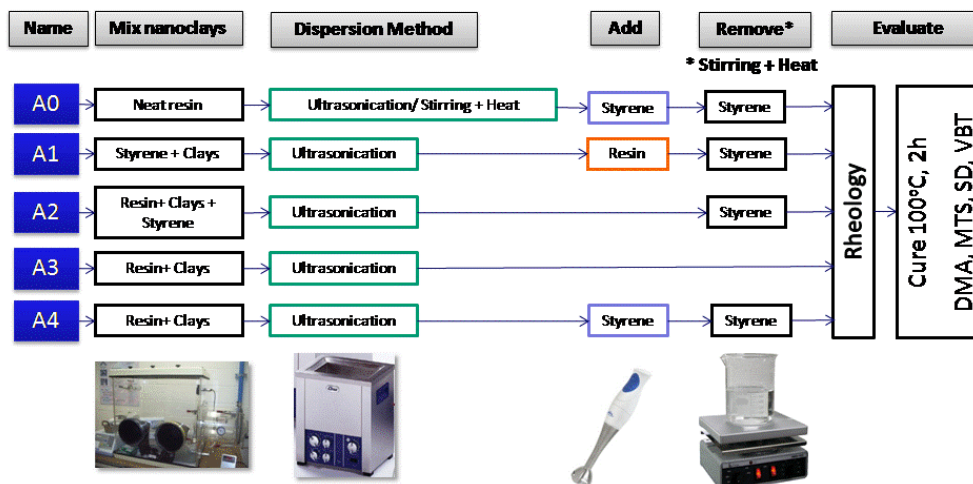 Name
Mix nanoclays
Dispersion Method
Add
Remove*
Evaluate
* Stirring + Heat
A0
Neat resin
Ultrasonication/ Stirring + Heat
Styrene
Styrene
A1
Styrene + Clays
Ultrasonication
Resin
Styrene
A2
Resin+ Clays +
Styrene
Ultrasonication
Styrene
A3
Resin+ Clays
Ultrasonication
A4
Resin+ Clays
Ultrasonication
Styrene
Styrene
Rheology
Cure 100ºC, 2h
DMA, MTS, SD, VBT